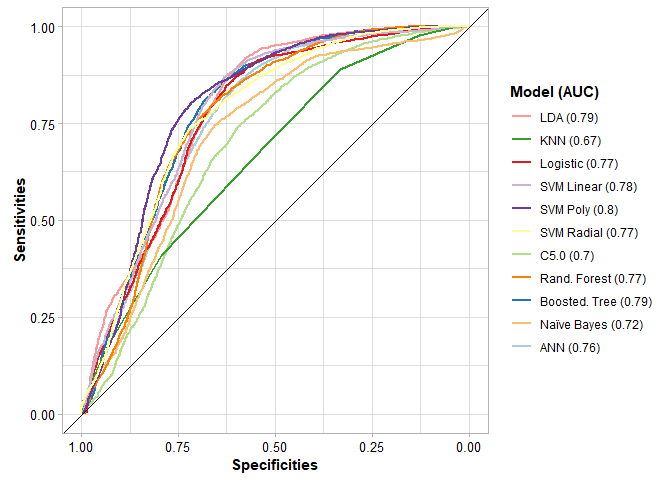 1.00
0.75
0.50
0.25
0.00
Sensitivities
1.00 0.75 0.50 0.25 0.00
Specificities
Model (AUC)
LDA (0.79)
KNN (0.67)
Logistic (0.77)
SVM Linear (0.78)
SVM Poly (0.8)
SVM Radial (0.77)
C5.0 (0.7)
Rand. Forest (0.77)
Boosted. Tree (0.79)
Naïve Bayes (0.72)
ANN (0.76)